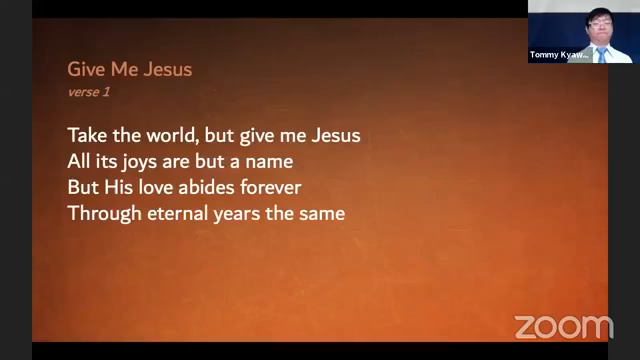 Give Me Jesus
verse 1
Take the world, but give me Jesus
All its joys are but a name
But His love abides forever
Through eternal years the same
Tommy Kyaw...
zoom